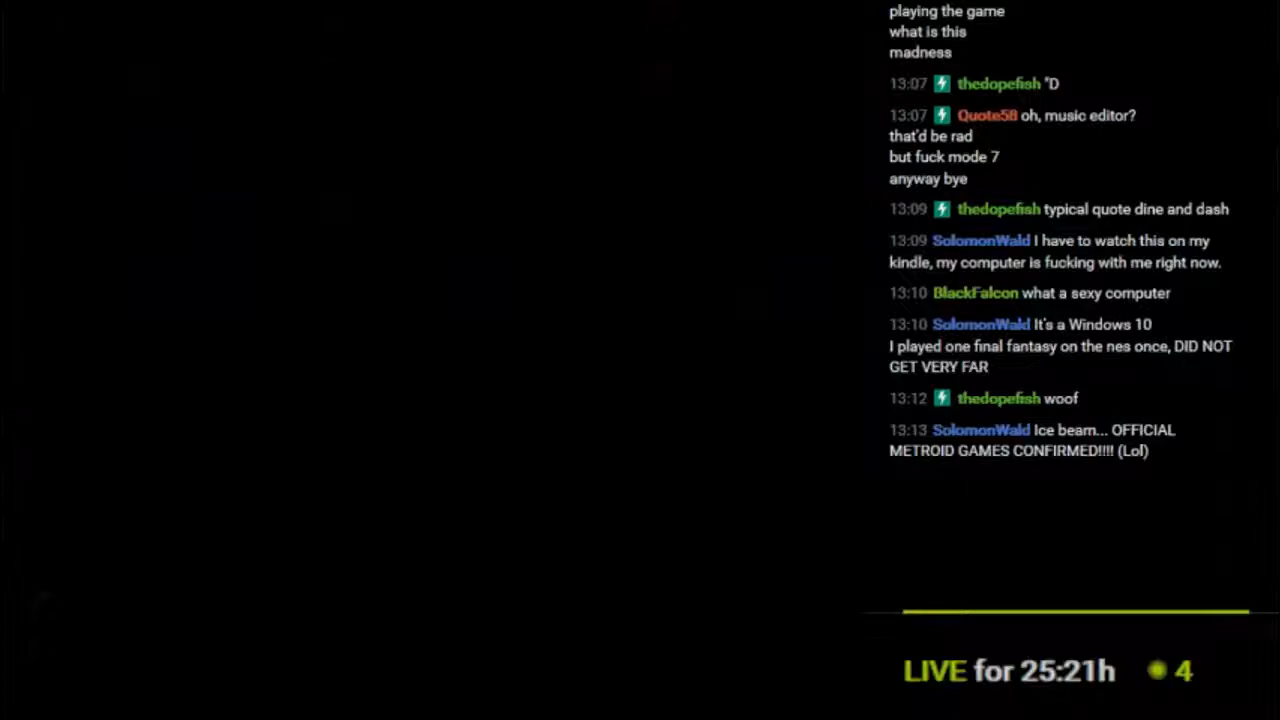 playing the game
what is this
madness
13:07 thedopefish "D
13:07 Quote58 oh, music editor?
that'd be rad
but fuck mode 7
anyway bye
13:09 thedopefish typical quote dine and dash
13:09 SolomonWald I have to watch this on my
kindle, my computer is fucking with me right now.
13:10 BlackFalcon what a sexy computer
13:10 SolomonWald It's a Windows 10
I played one final fantasy on the nes once, DID NOT
GET VERY FAR
13:12 thedopefish woof
13:13 SolomonWald Ice beam... OFFICIAL
METROID GAMES CONFIRMED!!!! (Lol)
LIVE for 25:21h 4